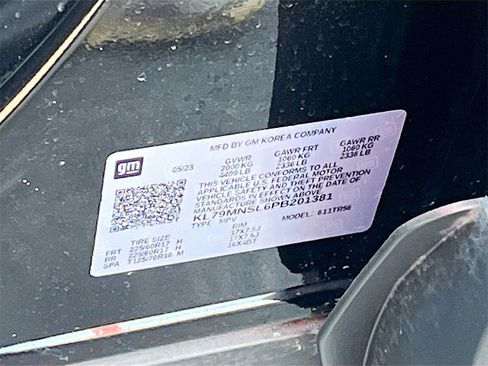 MFD BY GM KOREA COMPANY
gm
05/23
GVWR GAWR FRT GAWR RR
2000 KG 1060 KG 1060 KG
4409 LB 2336 LB 2336 LB
THIS VEHICLE CONFORMS TO ALL
APPLICABLE U.S. FEDERAL MOTOR
VEHICLE SAFETY AND THEFT PREVENTION
STANDARDS IN EFFECT ON THE DATE OF
MANUFACTURE SHOWN ABOVE
KL79MNSL6PB201381
TYPE: MPV MODEL: 611TR56
TIRE SIZE RIM
FRT 225/60R17 H 17X7.5J
RR 225/60R17 H 17X7.5J
SPA T125/70R16 M 16X4BT